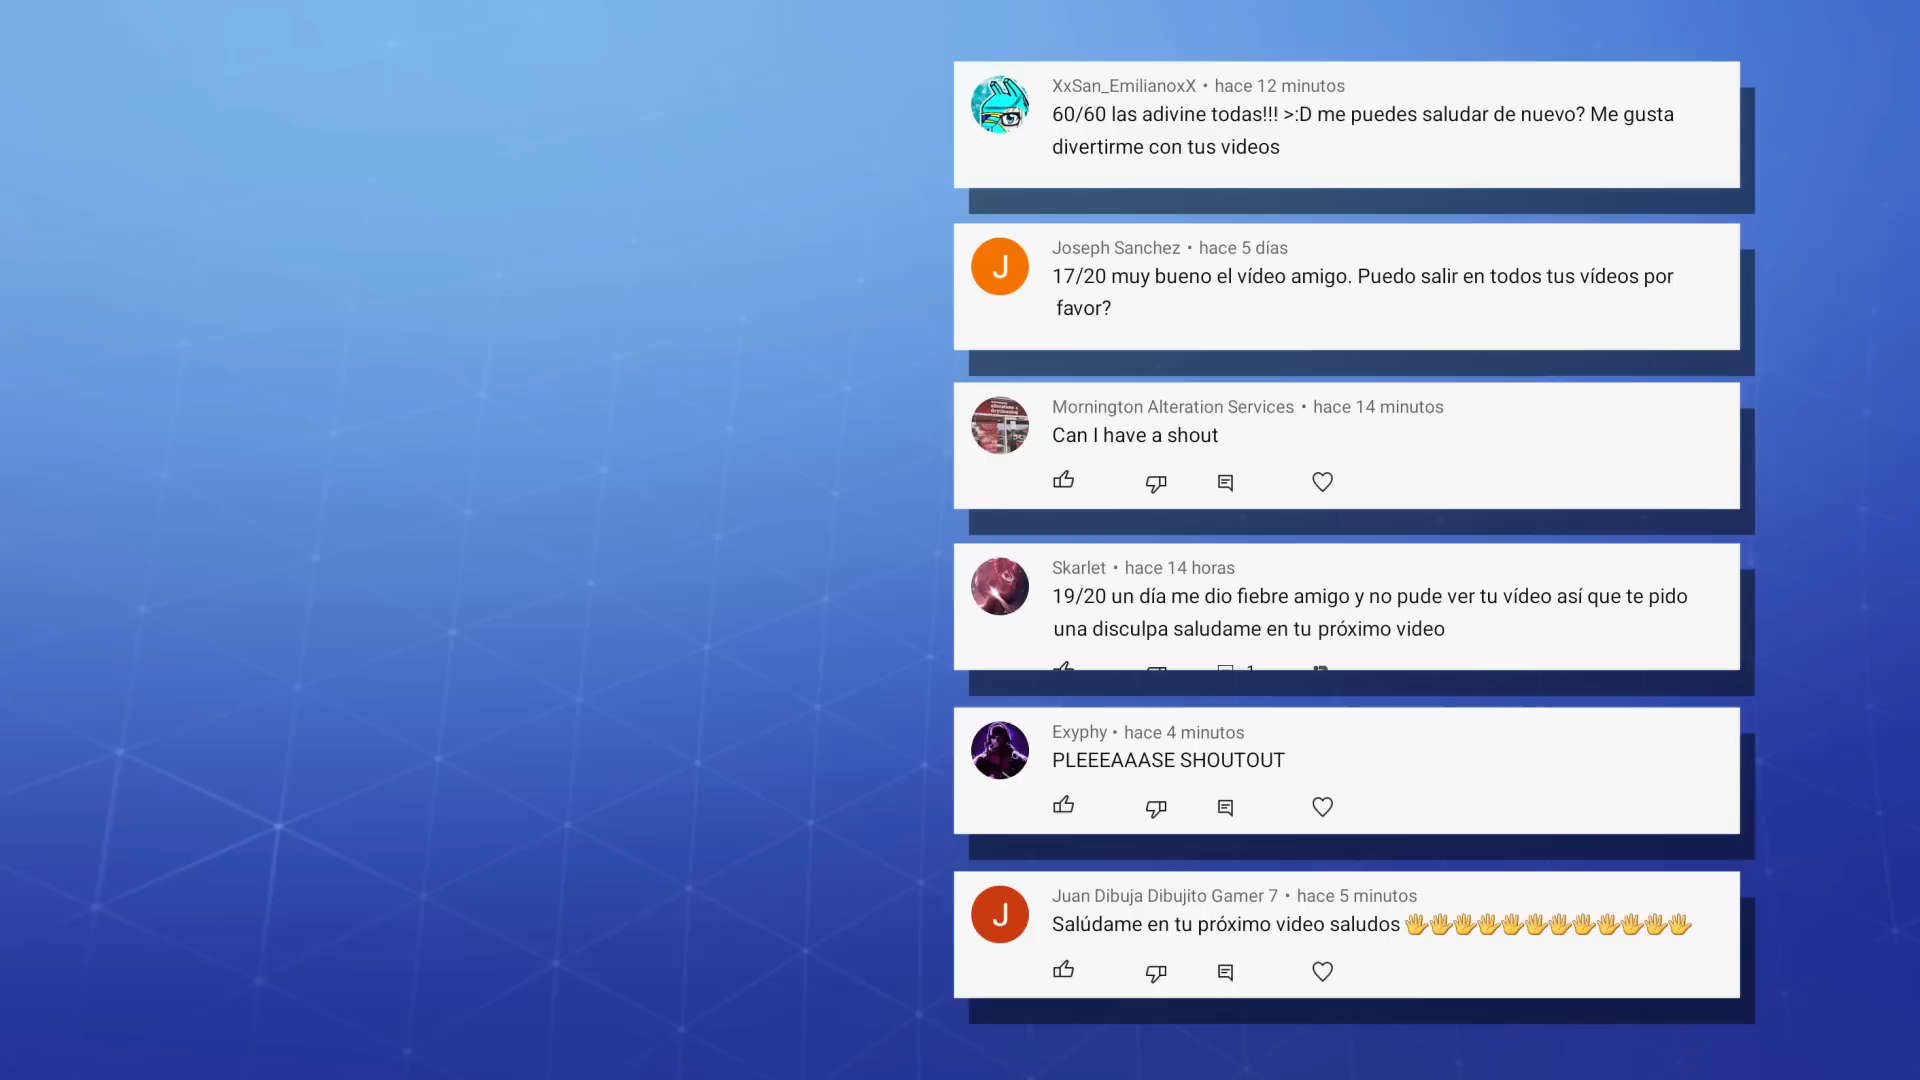 XxSan_EmilianoxX • hace 12 minutos
60/60 las adivine todas!!! >:D me puedes saludar de nuevo? Me gusta
divertirme con tus videos
J
Joseph Sanchez • hace 5 días
17/20 muy bueno el vídeo amigo. Puedo salir en todos tus vídeos por
favor?
Mornington Alteration Services • hace 14 minutos
Can I have a shout
Skarlet • hace 14 horas
19/20 un día me dio fiebre amigo y no pude ver tu vídeo así que te pido
una disculpa saludame en tu próximo video
1
Exyphy • hace 4 minutos
PLEEEAAASE SHOUTOUT
J
Juan Dibuja Dibujito Gamer 7 • hace 5 minutos
Salúdame en tu próximo video saludos 👋👋👋👋👋👋👋👋👋👋👋👋